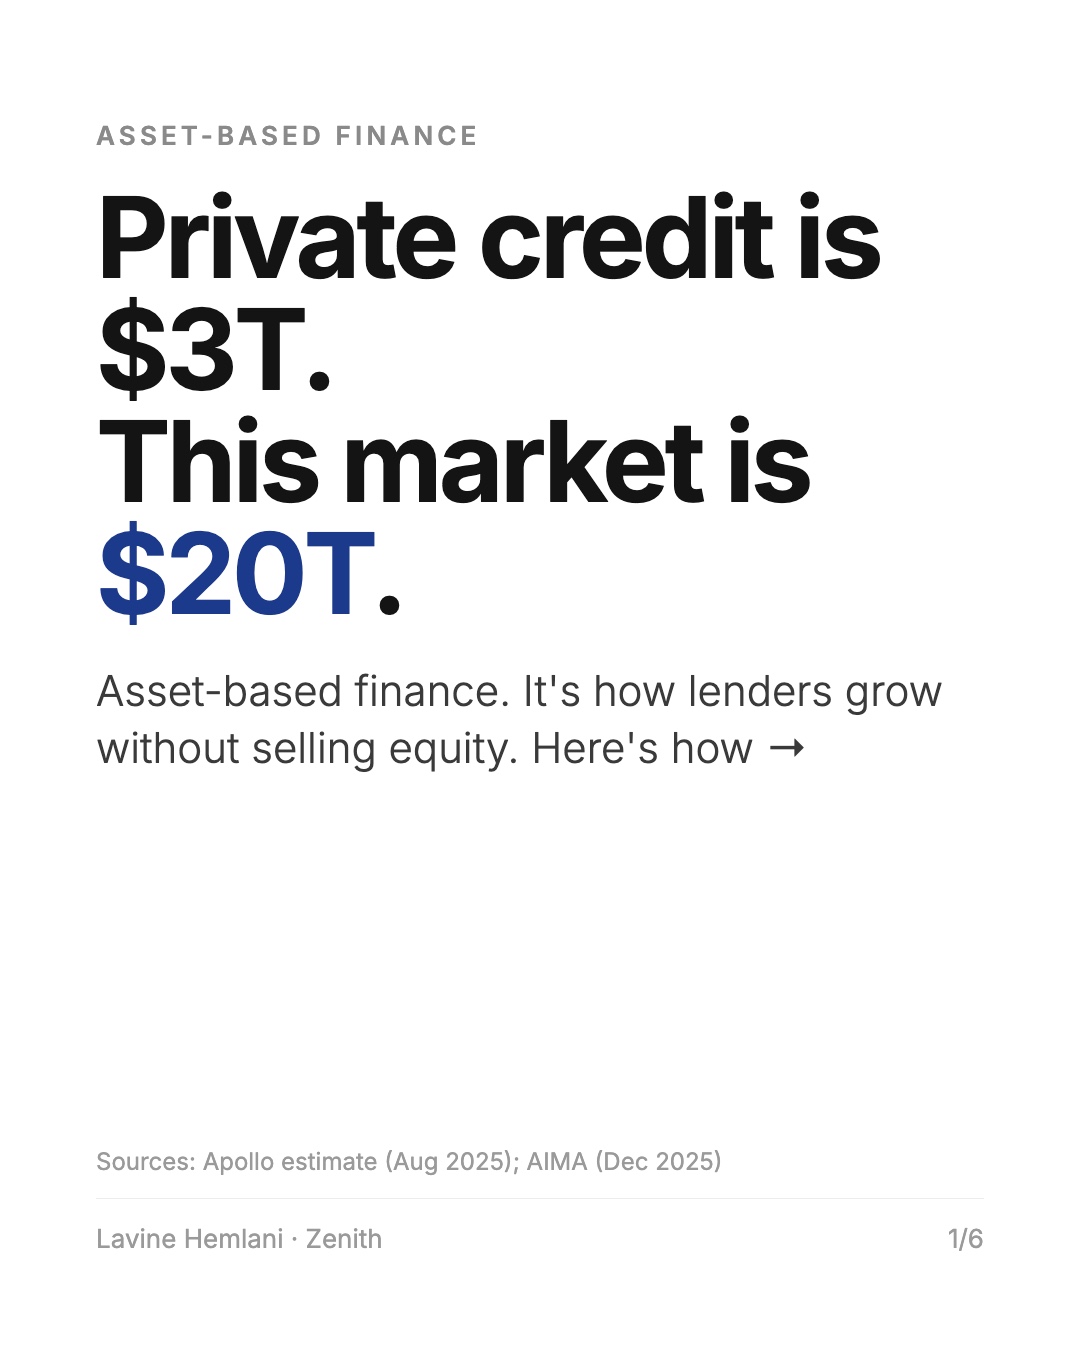 ASSET-BASED FINANCE
Private credit is
$3T.
This market is
$20T.
Asset-based finance. It's how lenders grow
without selling equity. Here's how →
Sources: Apollo estimate (Aug 2025); AIMA (Dec 2025)
Lavine Hemlani · Zenith
1/6